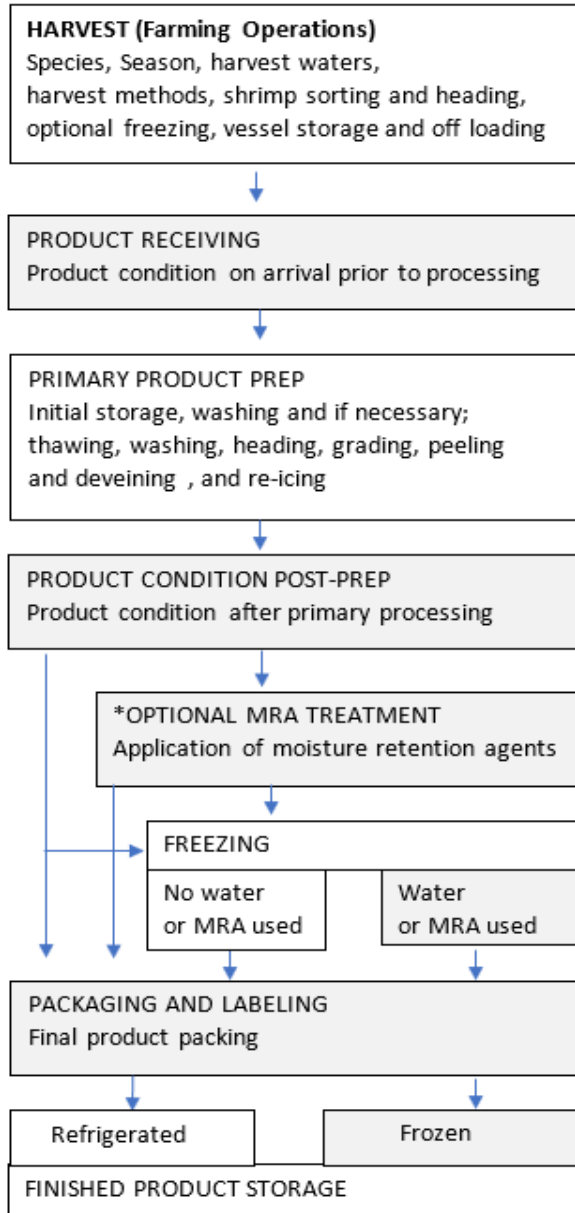 HARVEST (Farming Operations)
Species, Season, harvest waters,
harvest methods, shrimp sorting and heading,
optional freezing, vessel storage and off loading
PRODUCT RECEIVING
Product condition on arrival prior to processing
PRIMARY PRODUCT PREP
Initial storage, washing and if necessary;
thawing, washing, heading, grading, peeling
and deveining , and re-icing
PRODUCT CONDITION POST-PREP
Product condition after primary processing
*OPTIONAL MRA TREATMENT
Application of moisture retention agents
FREEZING
No water
or MRA used
Water
or MRA used
PACKAGING AND LABELING
Final product packing
Refrigerated
Frozen
FINISHED PRODUCT STORAGE